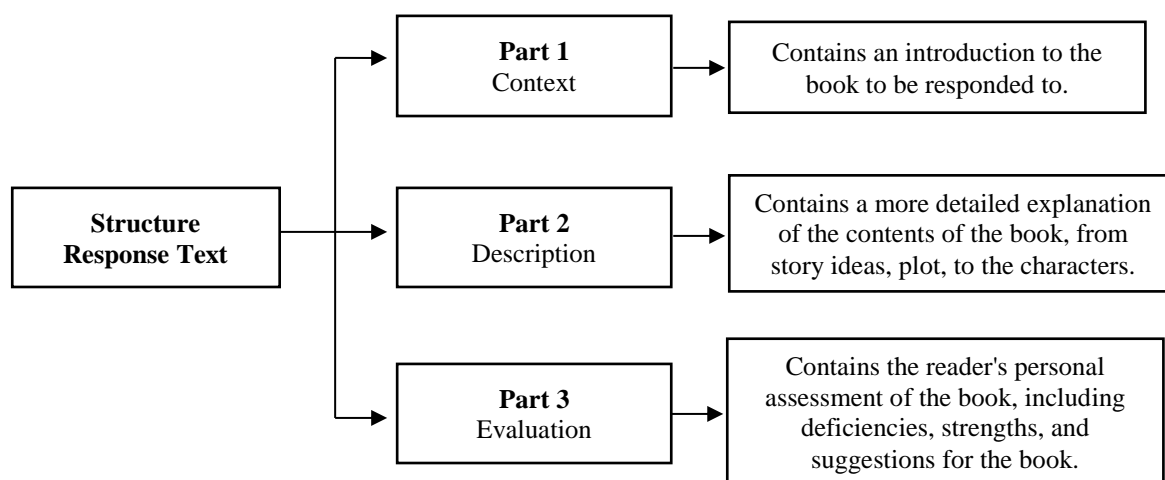 Structure
Response Text
Part 1
Context
Contains an introduction to the
book to be responded to.
Part 2
Description
Contains a more detailed explanation
of the contents of the book, from
story ideas, plot, to the characters.
Part 3
Evaluation
Contains the reader's personal
assessment of the book, including
deficiencies, strengths, and
suggestions for the book.